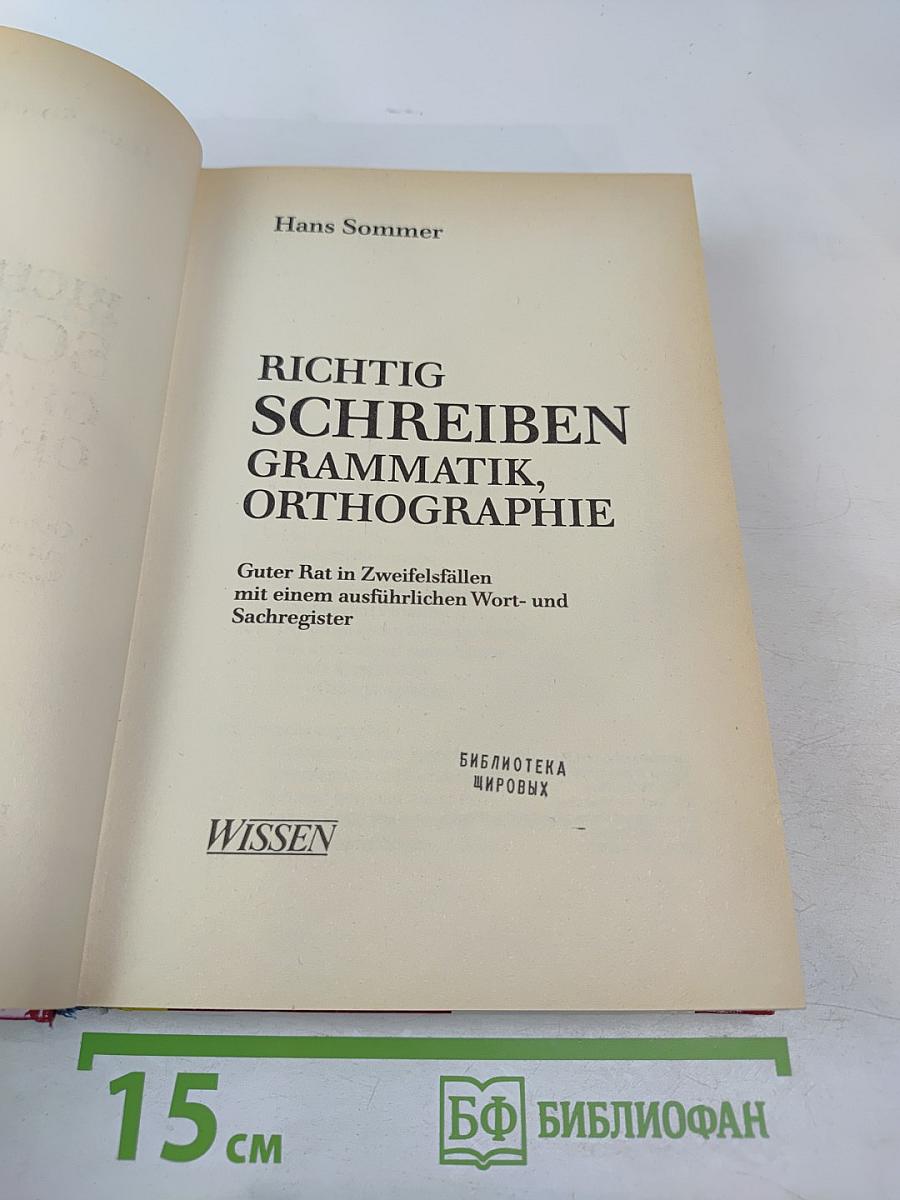 Hans Sommer
RICHTIG
SCHREIBEN
GRAMMATIK,
ORTHOGRAPHIE
Guter Rat in Zweifelsfällen
mit einem ausführlichen Wort- und
Sachregister
БИБЛИОТЕКА
ЩИРОВЫХ
WISSEN
15 см
БФ БИБЛИОФАН